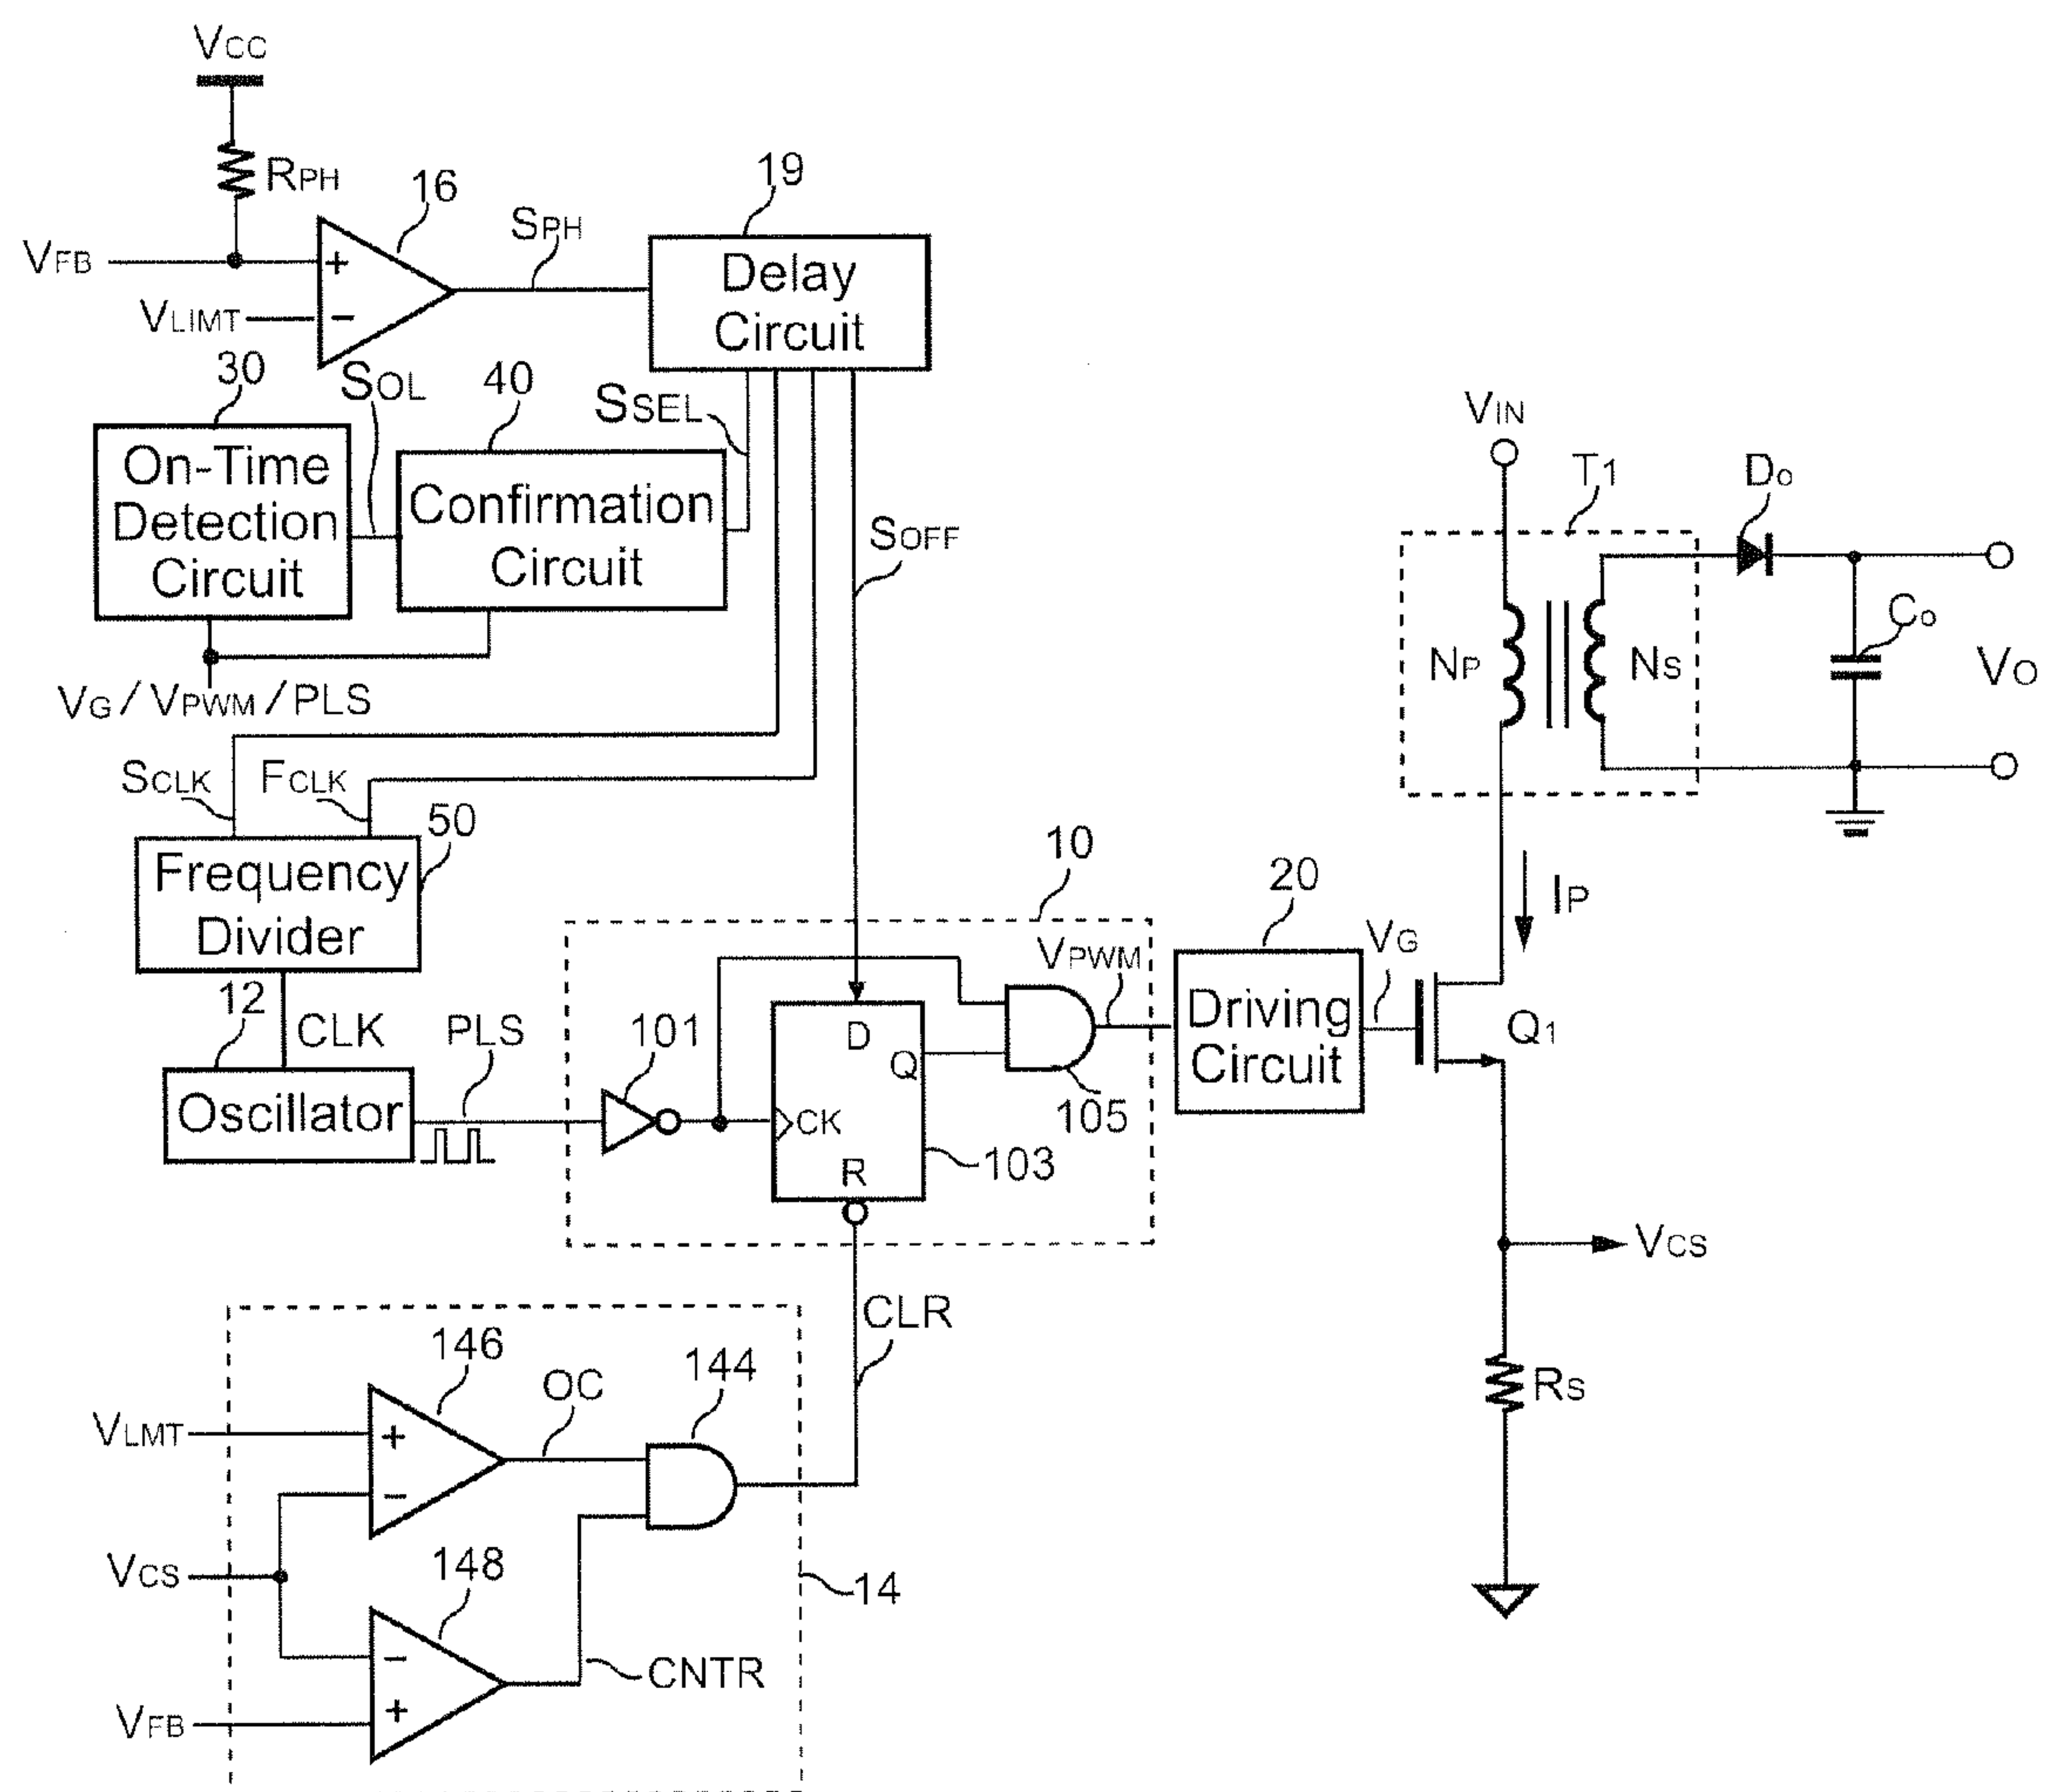 VCC
RPH
16
19
SPH
VFB
+
Delay
Circuit
VLIMT
−
30
SOL
40
SSEL
On-Time
Detection
Circuit
Confirmation
Circuit
SOFF
VG/VPWM/PLS
VIN
T1
Do
NP
NS
Co
VO
SCLK
FCLK
50
Frequency
Divider
10
20
IP
VPWM
VG
12
CLK
PLS
101
D
Q
Driving
Circuit
Q1
Oscillator
CK
105
R
103
VCS
CLR
146
OC
144
RS
VLMT
+
−
VCS
148
14
−
CNTR
VFB
+